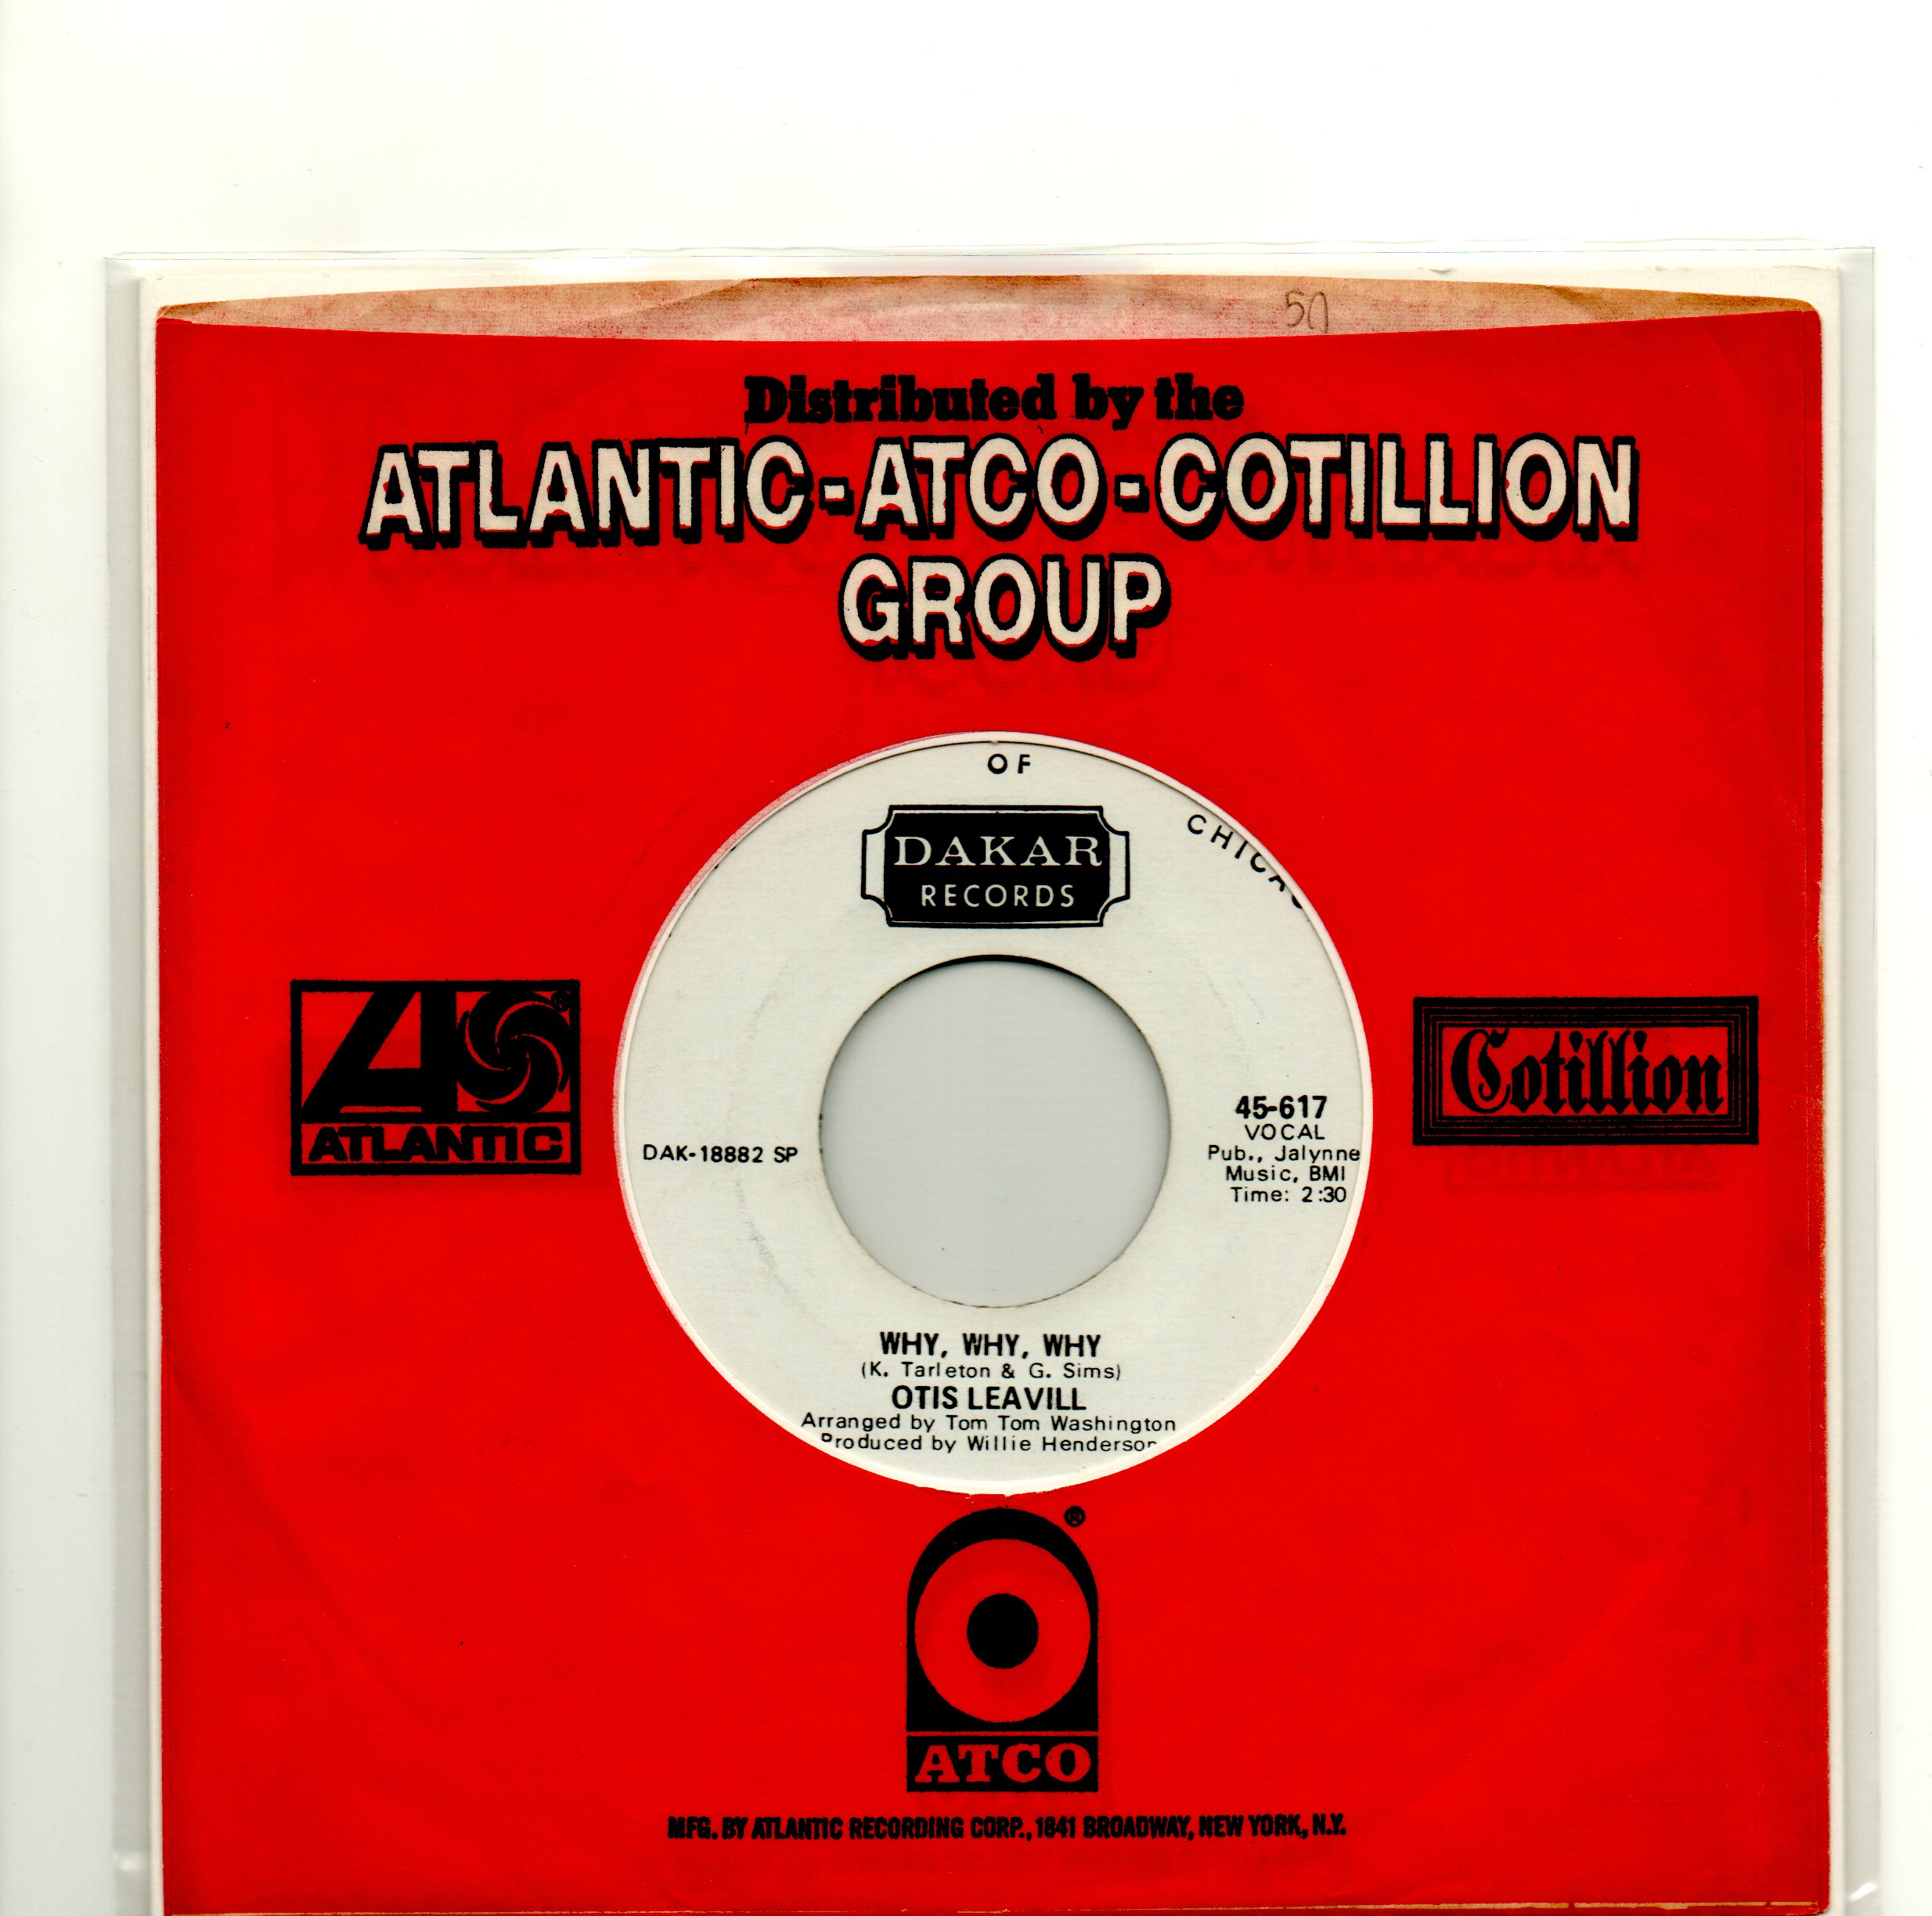 50
Distributed by the
ATLANTIC-ATCO-COTILLION
GROUP
OF
CHICAG
DAKAR
RECORDS
ATLANTIC
®
Cotillion
DAK-18882 SP
45-617
VOCAL
Pub., Jalynne
Music, BMI
Time: 2:30
WHY, WHY, WHY
(K. Tarleton & G. Sims)
OTIS LEAVILL
Arranged by Tom Tom Washington
Produced by Willie Henderson
®
ATCO
MFG. BY ATLANTIC RECORDING CORP., 1841 BROADWAY, NEW YORK, N.Y.